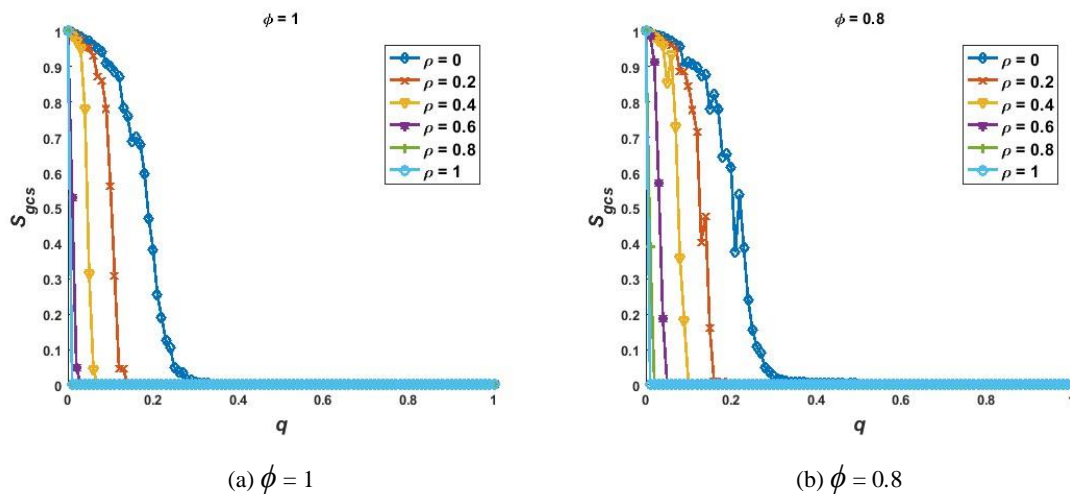 ϕ = 1
1
0.9
0.8
0.7
0.6
0.5
0.4
0.3
0.2
0.1
0
S_gcs
0 0.2 0.4 0.6 0.8 1
q
ρ = 0
ρ = 0.2
ρ = 0.4
ρ = 0.6
ρ = 0.8
ρ = 1
(a) ϕ = 1
ϕ = 0.8
1
0.9
0.8
0.7
0.6
0.5
0.4
0.3
0.2
0.1
0
S_gcs
0 0.2 0.4 0.6 0.8 1
q
ρ = 0
ρ = 0.2
ρ = 0.4
ρ = 0.6
ρ = 0.8
ρ = 1
(b) ϕ = 0.8